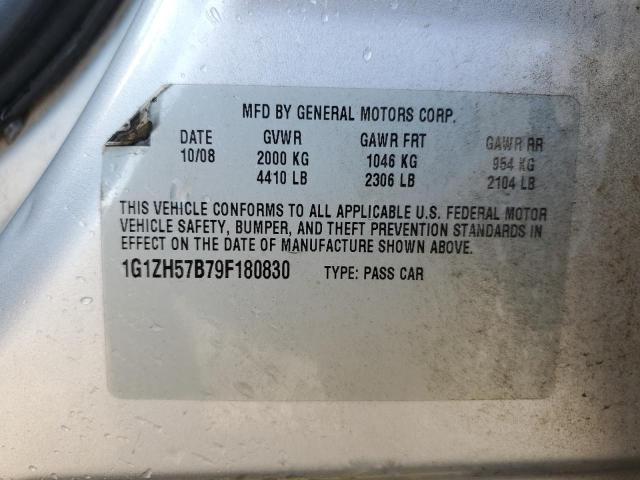 MFD BY GENERAL MOTORS CORP.
DATE GVWR GAWR FRT GAWR RR
10/08 2000 KG 1046 KG 954 KG
4410 LB 2306 LB 2104 LB
THIS VEHICLE CONFORMS TO ALL APPLICABLE U.S. FEDERAL MOTOR
VEHICLE SAFETY, BUMPER, AND THEFT PREVENTION STANDARDS IN
EFFECT ON THE DATE OF MANUFACTURE SHOWN ABOVE.
1G1ZH57B79F180830 TYPE: PASS CAR